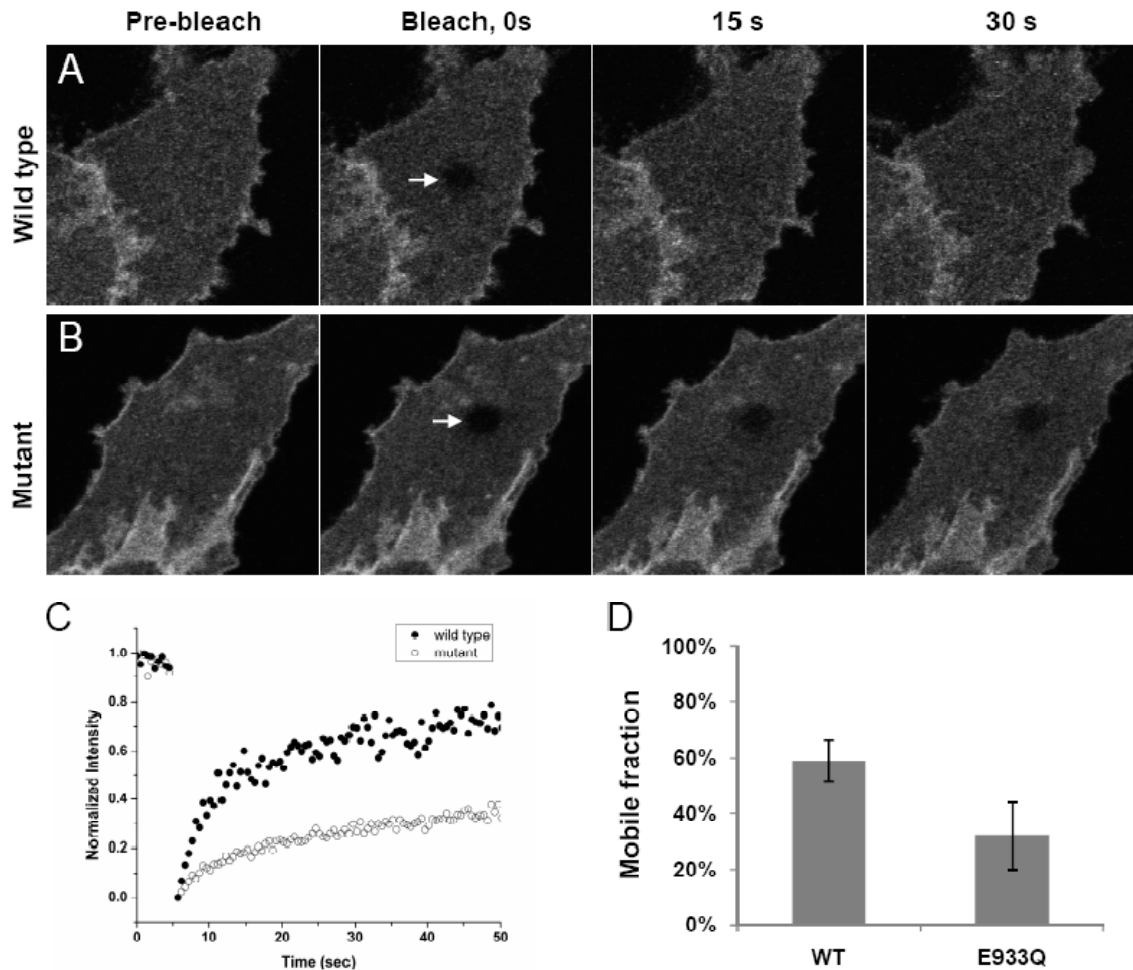 Pre-bleach Bleach, 0s 15 s 30 s
A
Wild type
B
Mutant
C
wild type
mutant
1.0
0.8
0.6
0.4
0.2
0.0
Normalized Intensity
10 20 30 40 50
Time (sec)
D
100%
80%
60%
40%
20%
0%
Mobile fraction
WT E933Q